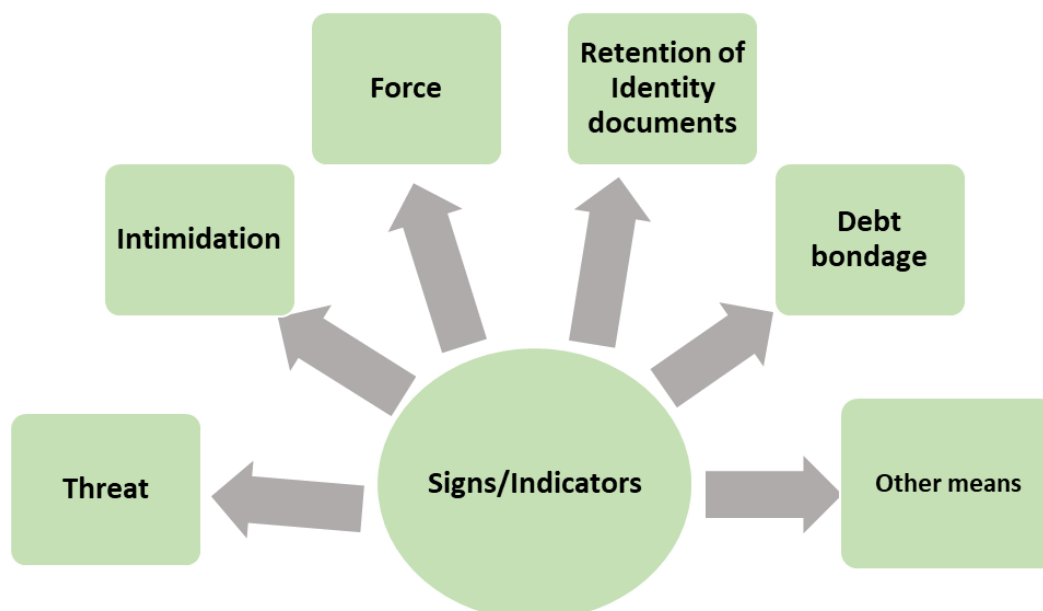 Force
Retention of
Identity
documents
Intimidation
Debt
bondage
Threat
Signs/Indicators
Other means